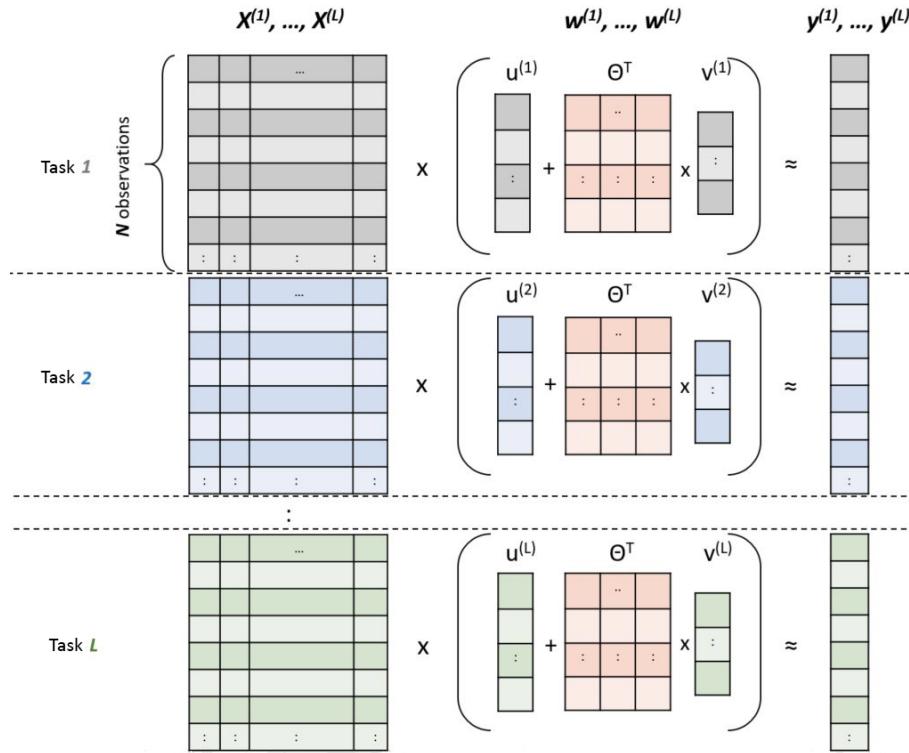 X(1), ..., X(L) w(1), ..., w(L) y(1), ..., y(L)
u(1) Θᵀ v(1)
... ..
Task 1 N observations x + : : : : x : ≈
: : : : :
u(2) Θᵀ v(2)
... ..
Task 2 x + : : : : x : ≈
: : : : :
:
u(L) Θᵀ v(L)
... ..
Task L x + : : : : x : ≈
: : : : :